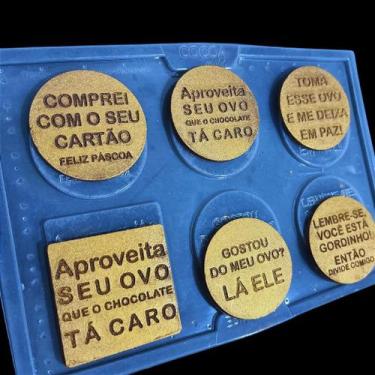 COCOA
COMPREI
COM O SEU
CARTÃO
FELIZ PÁSCOA
Aproveita
SEU OVO
QUE O CHOCOLATE
TÁ CARO
TOMA
ESSE OVO
E ME DEIXA
EM PAZ!
Aproveita
SEU OVO
QUE O CHOCOLATE
TÁ CARO
GOSTOU
DO MEU OVO?
LÁ ELE
LEMBRE-SE,
VOCÊ ESTÁ
GORDINHO!
ENTÃO
DIVIDE COMIGO